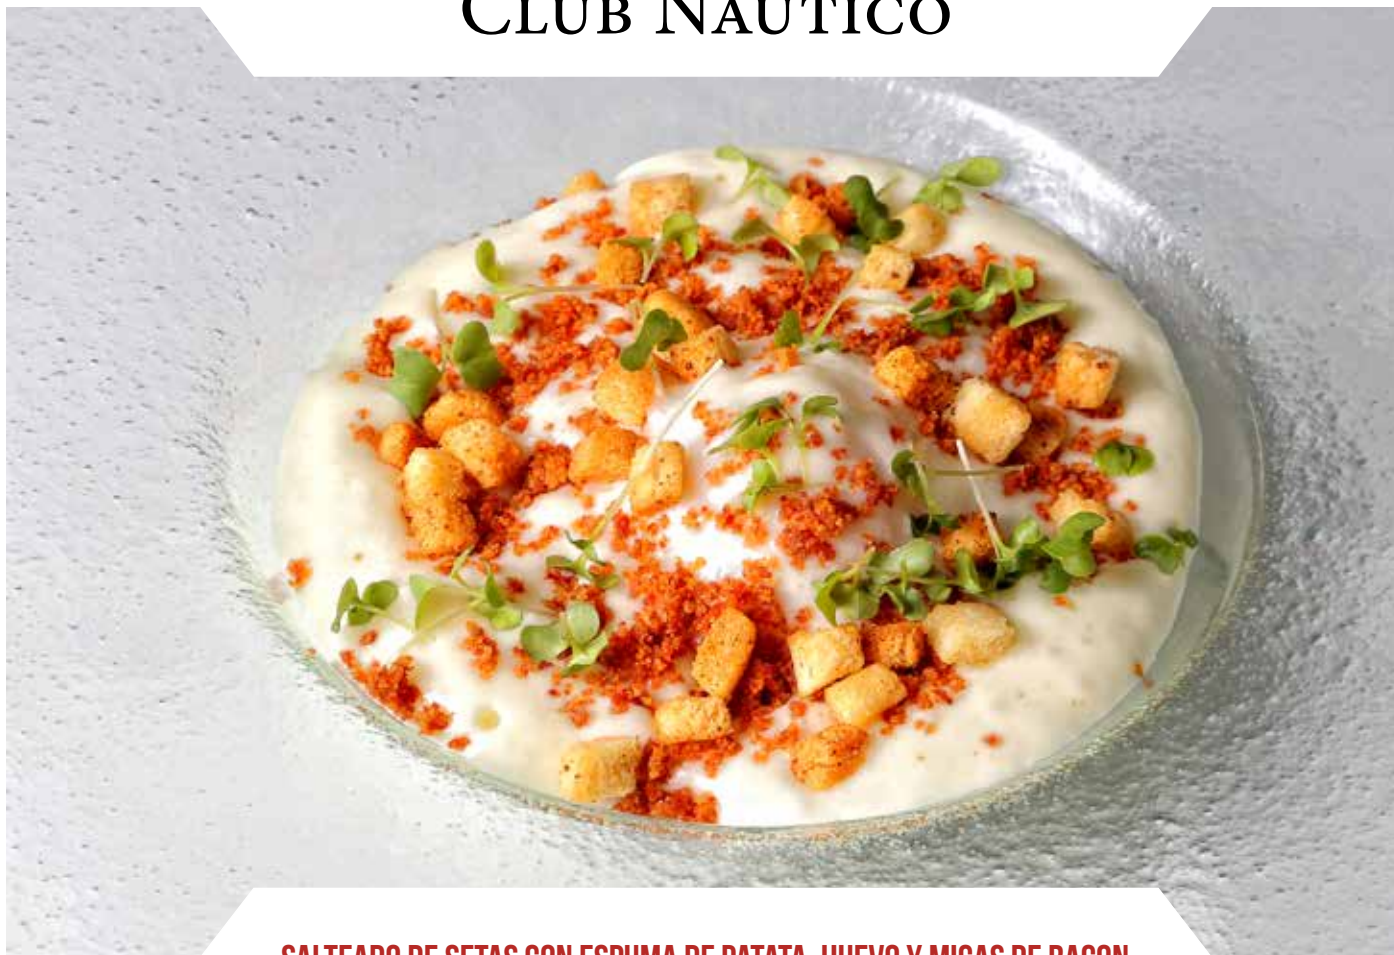 CLUB NÁUTICO
SALTEADO DE SETAS CON ESPUMA DE PATATA, HUEVO Y MIGAS DE BACON